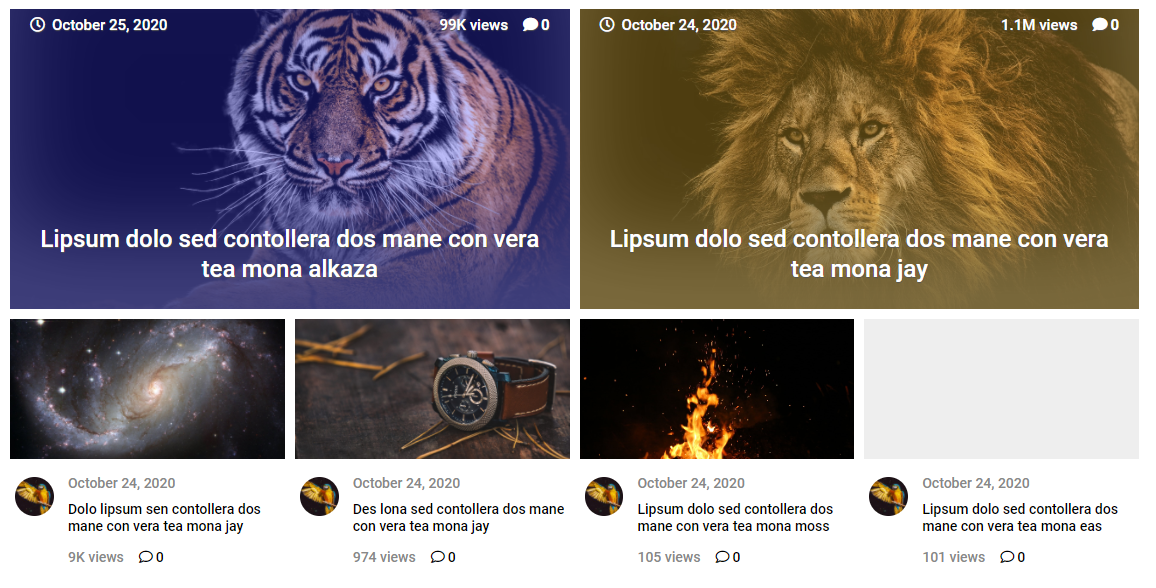 October 25, 2020 99K views 0
Lipsum dolo sed contollera dos mane con vera
tea mona alkaza
October 24, 2020 1.1M views 0
Lipsum dolo sed contollera dos mane con vera
tea mona jay
October 24, 2020
Dolo lipsum sen contollera dos
mane con vera tea mona jay
9K views 0
October 24, 2020
Des lona sed contollera dos mane
con vera tea mona jay
974 views 0
October 24, 2020
Lipsum dolo sed contollera dos
mane con vera tea mona moss
105 views 0
October 24, 2020
Lipsum dolo sed contollera dos
mane con vera tea mona eas
101 views 0